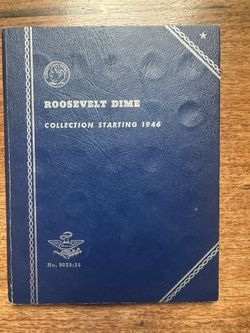 ROOSEVELT DIME
COLLECTION STARTING 1946